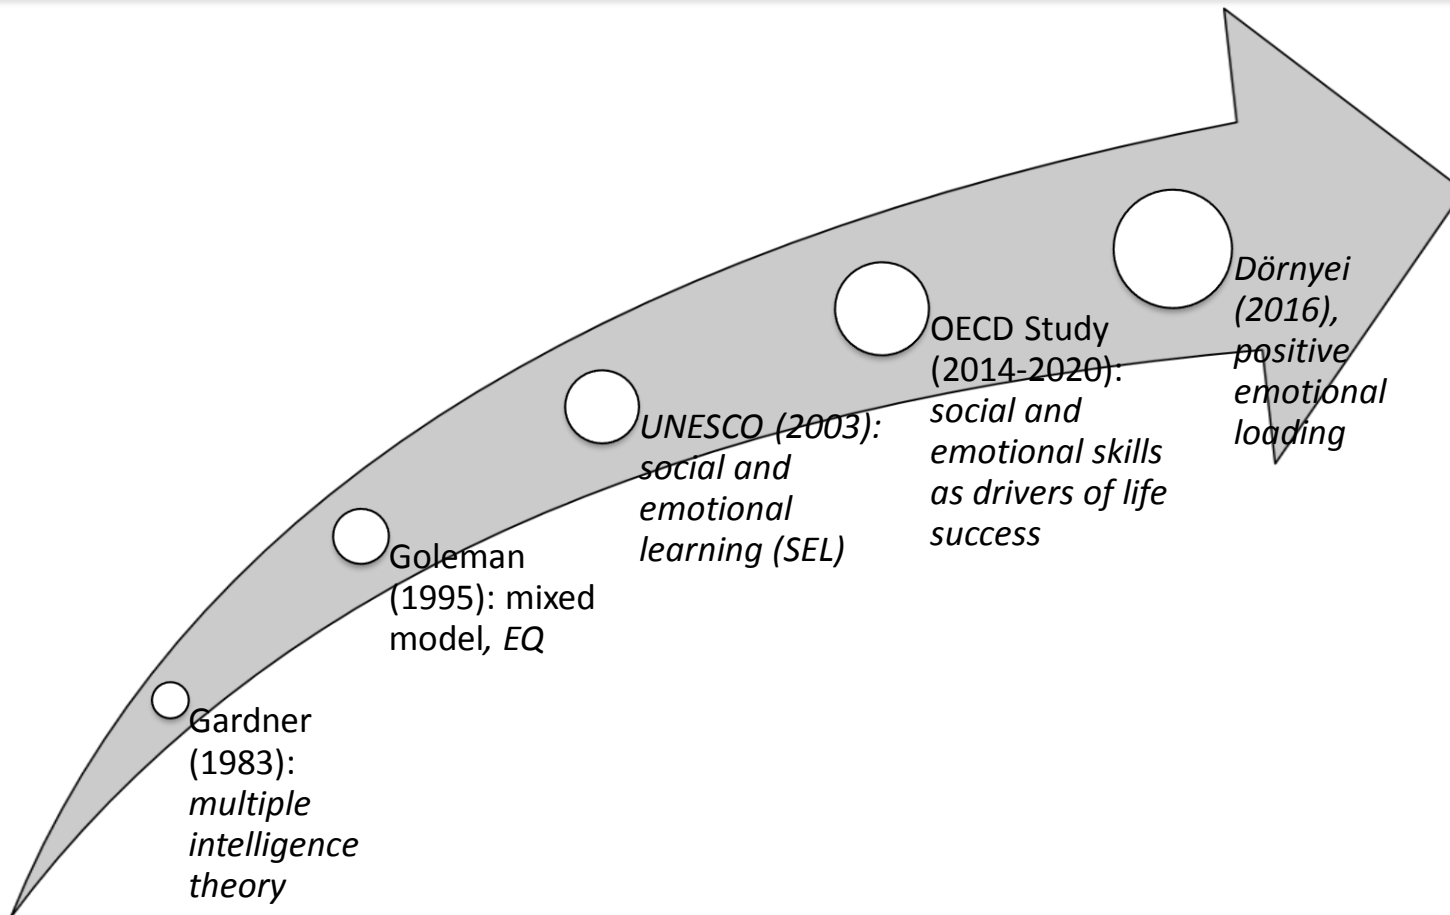 Gardner
(1983):
multiple
intelligence
theory
Goleman
(1995): mixed
model, EQ
UNESCO (2003):
social and
emotional
learning (SEL)
OECD Study
(2014-2020):
social and
emotional skills
as drivers of life
success
Dörnyei
(2016),
positive
emotional
loading